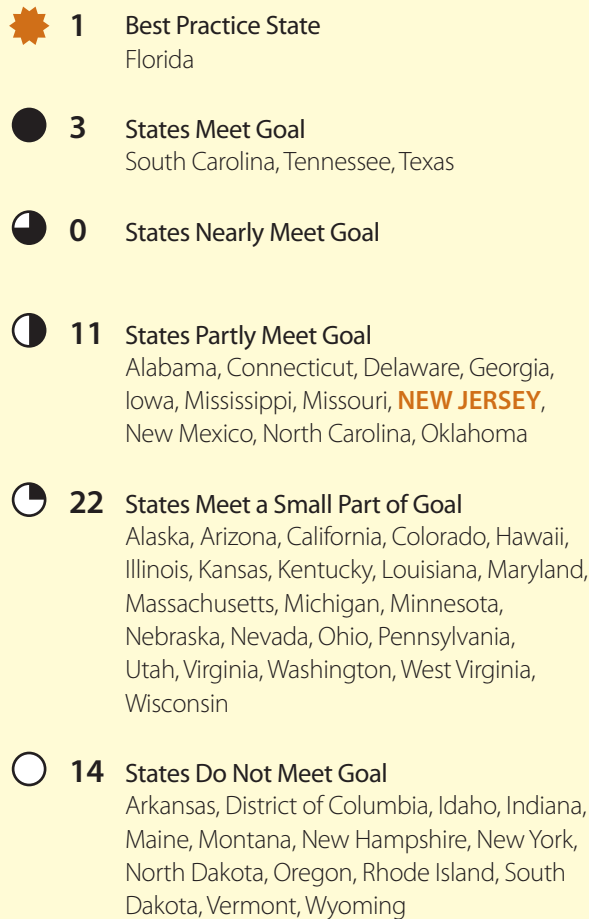 1 Best Practice State
Florida
3 States Meet Goal
South Carolina, Tennessee, Texas
0 States Nearly Meet Goal
11 States Partly Meet Goal
Alabama, Connecticut, Delaware, Georgia,
Iowa, Mississippi, Missouri, NEW JERSEY,
New Mexico, North Carolina, Oklahoma
22 States Meet a Small Part of Goal
Alaska, Arizona, California, Colorado, Hawaii,
Illinois, Kansas, Kentucky, Louisiana, Maryland,
Massachusetts, Michigan, Minnesota,
Nebraska, Nevada, Ohio, Pennsylvania,
Utah, Virginia, Washington, West Virginia,
Wisconsin
14 States Do Not Meet Goal
Arkansas, District of Columbia, Idaho, Indiana,
Maine, Montana, New Hampshire, New York,
North Dakota, Oregon, Rhode Island, South
Dakota, Vermont, Wyoming